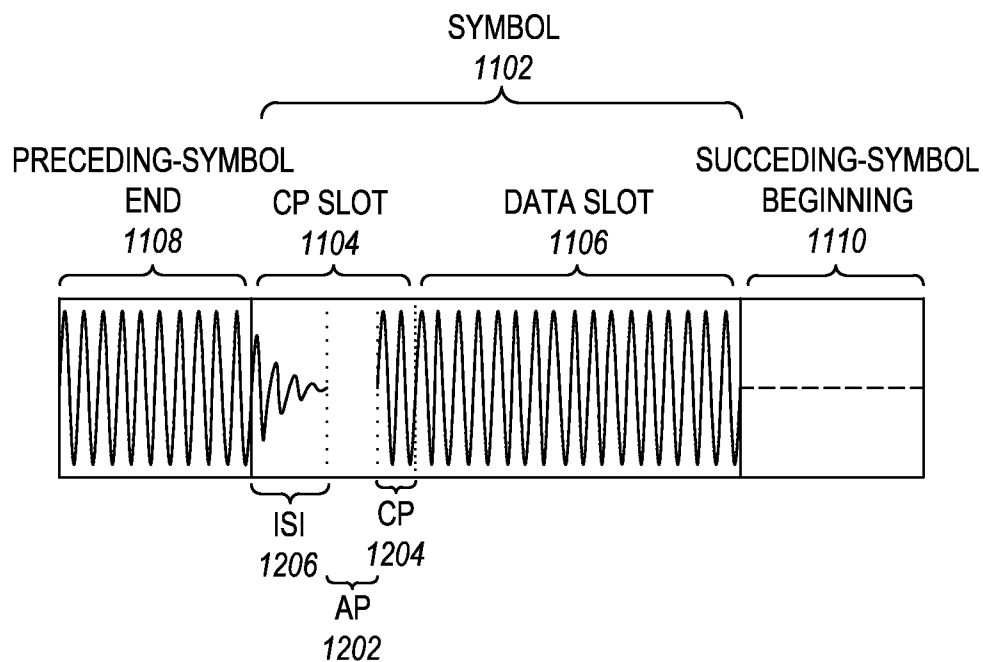 SYMBOL
1102
PRECEDING-SYMBOL
END
1108
CP SLOT
1104
DATA SLOT
1106
SUCCEDING-SYMBOL
BEGINNING
1110
ISI
1206
CP
1204
AP
1202